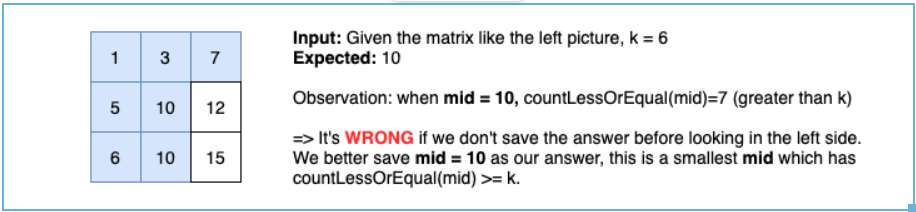 1 3 7
5 10 12
6 10 15
Input: Given the matrix like the left picture, k = 6
Expected: 10
Observation: when mid = 10, countLessOrEqual(mid)=7 (greater than k)
=> It's WRONG if we don't save the answer before looking in the left side.
We better save mid = 10 as our answer, this is a smallest mid which has
countLessOrEqual(mid) >= k.